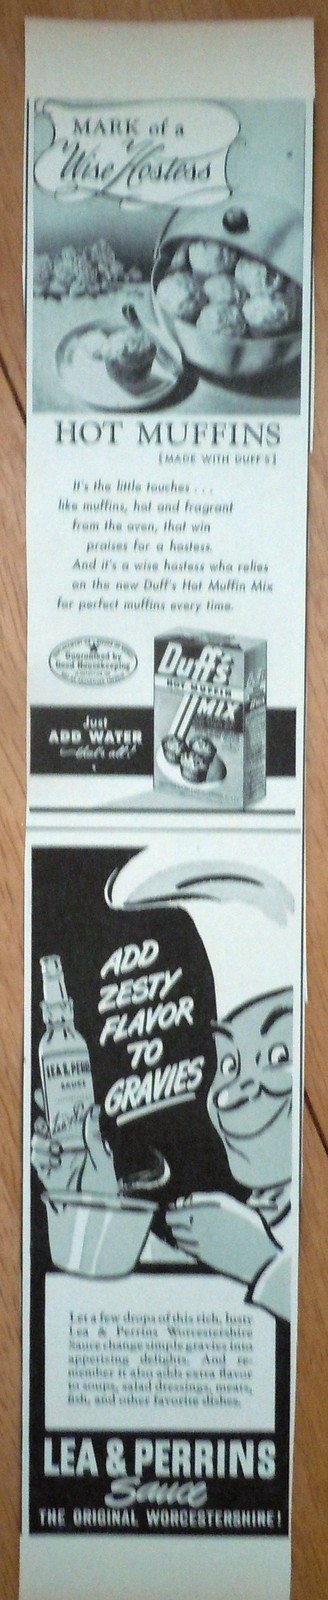 MARK of a
Wise Hostess
HOT MUFFINS
[MADE WITH DUFF'S]
It's the little touches . . .
like muffins, hot and fragrant
from the oven, that win
praises for a hostess.
And it's a wise hostess who relies
on the new Duff's Hot Muffin Mix
for perfect muffins every time.
Guaranteed by
Good Housekeeping
Duff's
HOT MUFFIN
MIX
Just
ADD WATER
—that's all!
ADD
ZESTY
FLAVOR
TO
GRAVIES
LEA & PERRINS
SAUCE
Let a few drops of this rich, lusty
Lea & Perrins Worcestershire
Sauce change simple gravies into
appetizing delights. And re-
member it also adds extra flavor
to soups, salad dressings, meats,
fish, and other favorite dishes.
LEA & PERRINS
Sauce
THE ORIGINAL WORCESTERSHIRE!